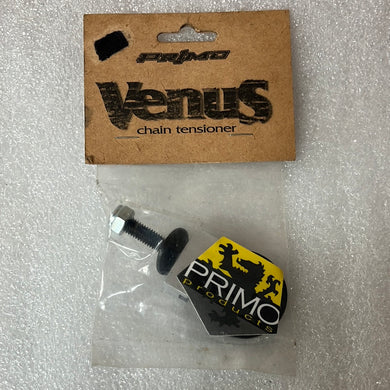 PRIMO
Venus
chain tensioner
PRIMO
products